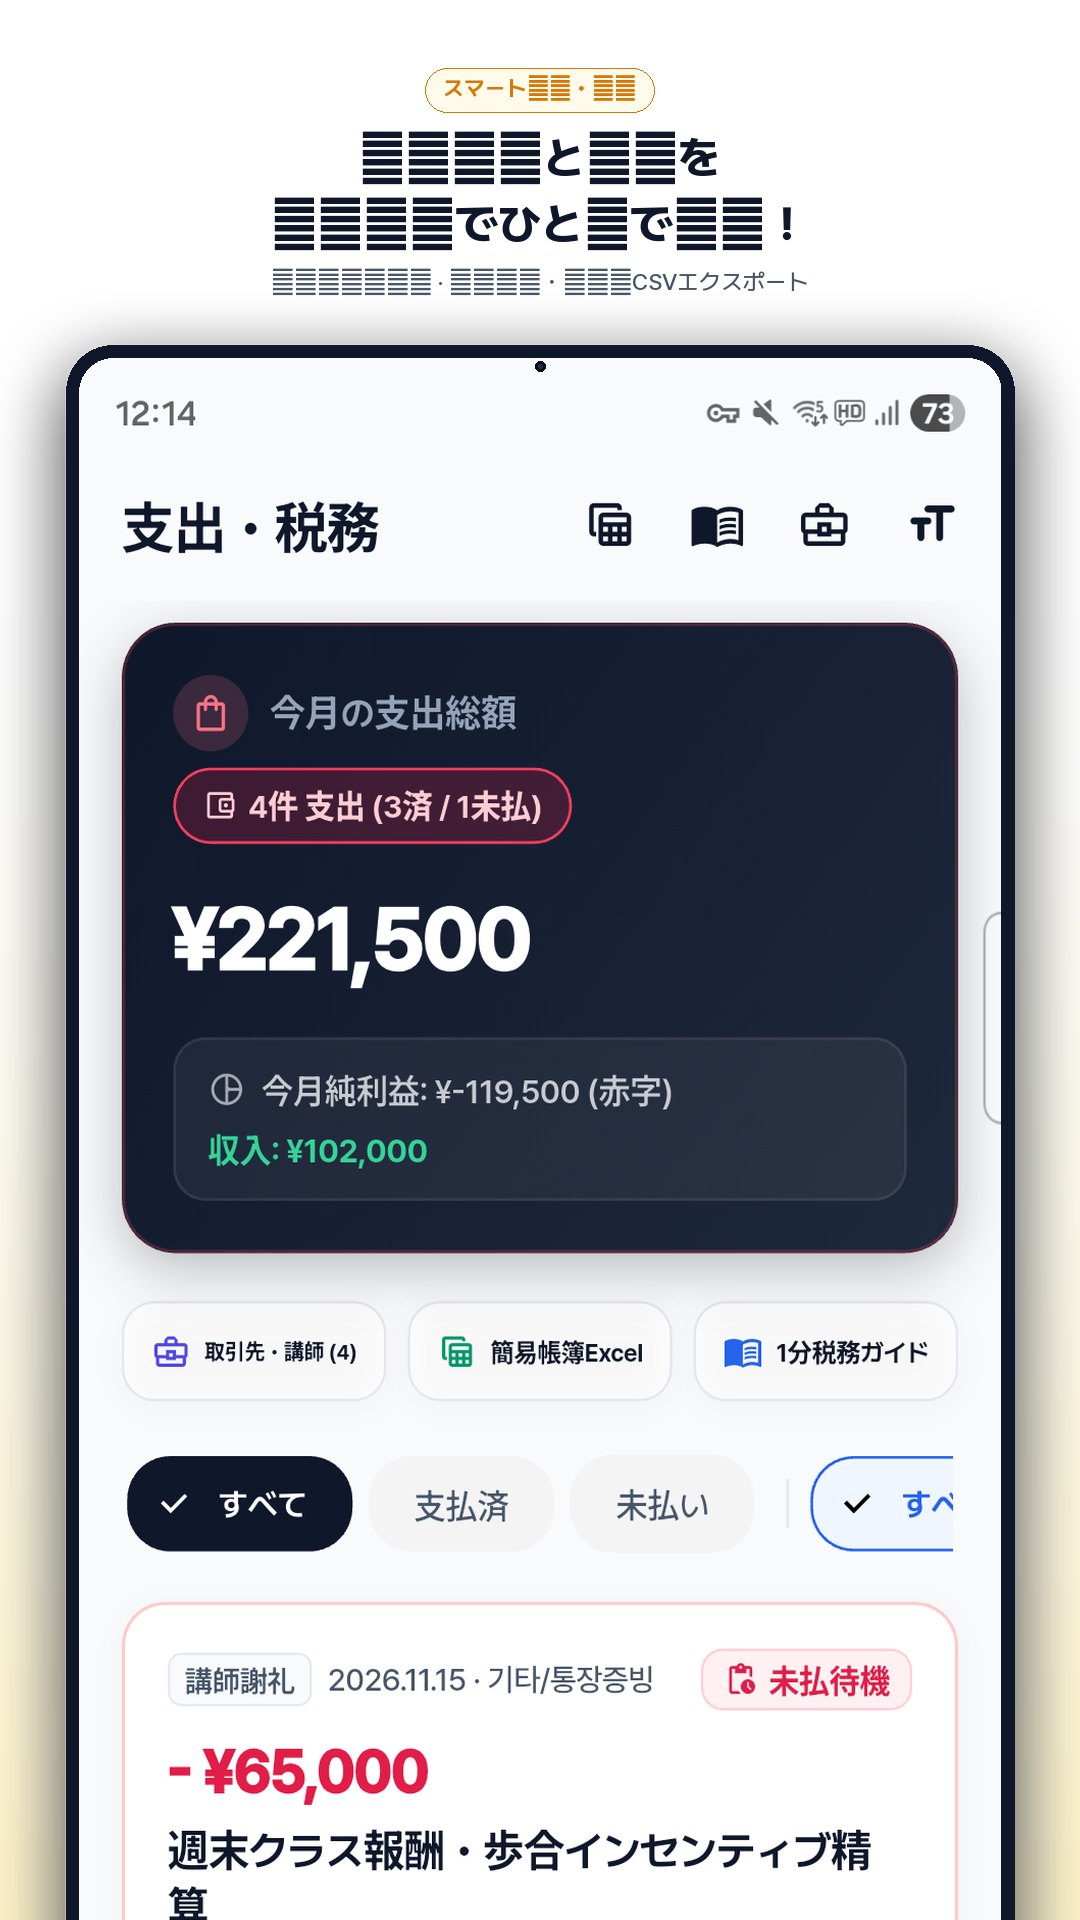 スマート・
と を
でひと で ！
· ・ CSVエクスポート
12:14
5
HD
73
支出・税務
今月の支出総額
4件 支出 (3済 / 1未払)
¥221,500
今月純利益: ¥-119,500 (赤字)
収入: ¥102,000
取引先・講師 (4)
簡易帳簿Excel
1分税務ガイド
すべて
支払済
未払い
すべ
講師謝礼
2026.11.15 · 기타/통장증빙
未払待機
- ¥65,000
週末クラス報酬・歩合インセンティブ精
算